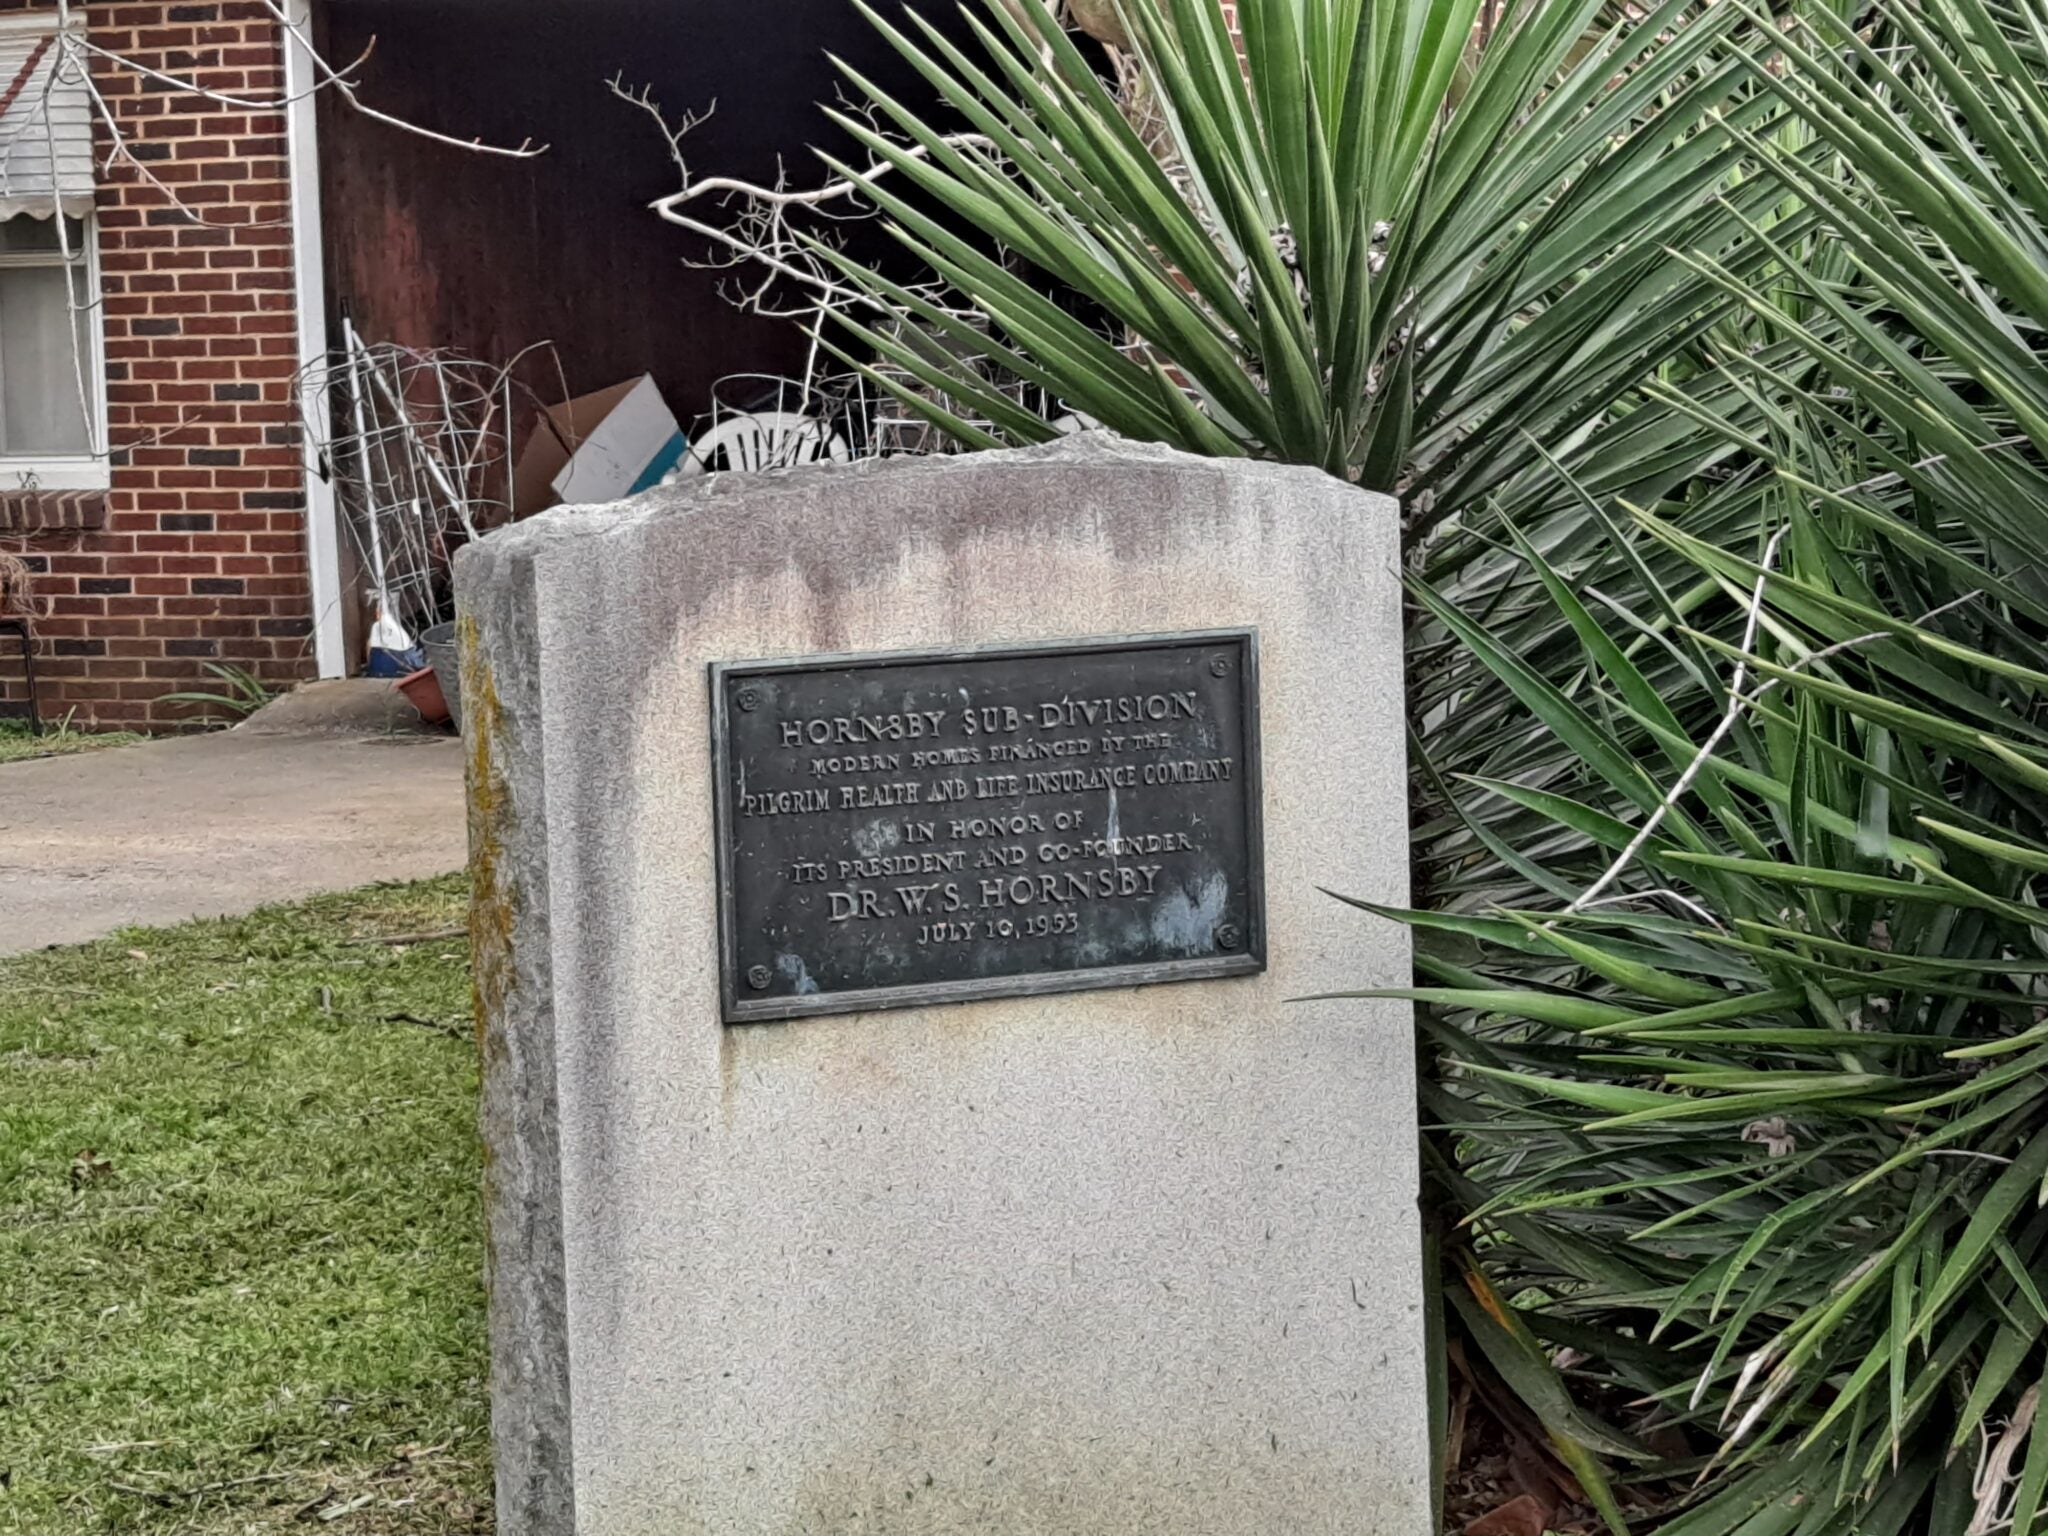 HORNSBY SUB-DIVISION
MODERN HOMES FINANCED BY THE
PILGRIM HEALTH AND LIFE INSURANCE COMPANY
IN HONOR OF
ITS PRESIDENT AND CO-FOUNDER
DR. W. S. HORNSBY
JULY 10, 1953